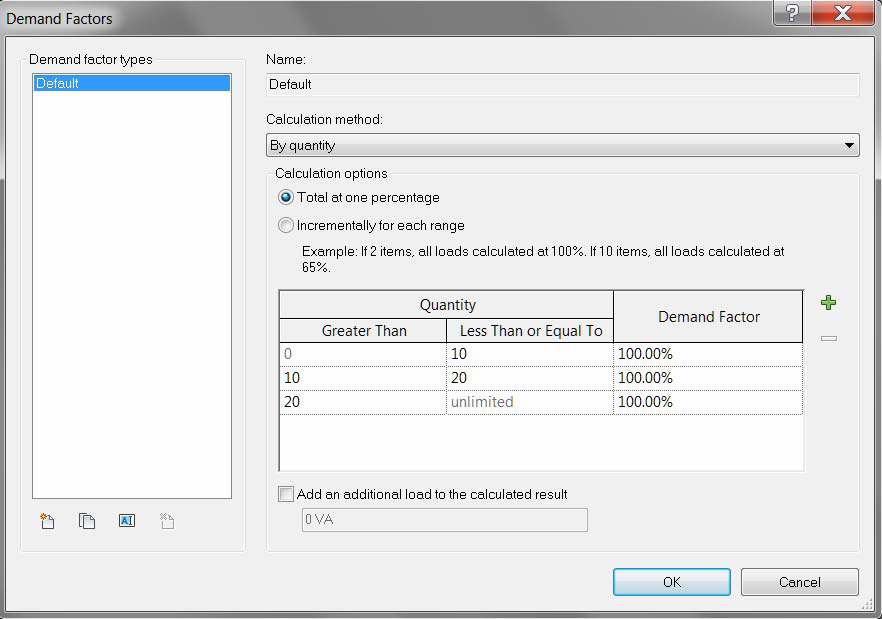 Demand Factors
Demand factor types
Default
Name:
Default
Calculation method:
By quantity
Calculation options
Total at one percentage
Incrementally for each range
Example: If 2 items, all loads calculated at 100%. If 10 items, all loads calculated at
65%.
Quantity
Demand Factor
Greater Than Less Than or Equal To
0 10 100.00%
10 20 100.00%
20 unlimited 100.00%
Add an additional load to the calculated result
0 VA
OK Cancel